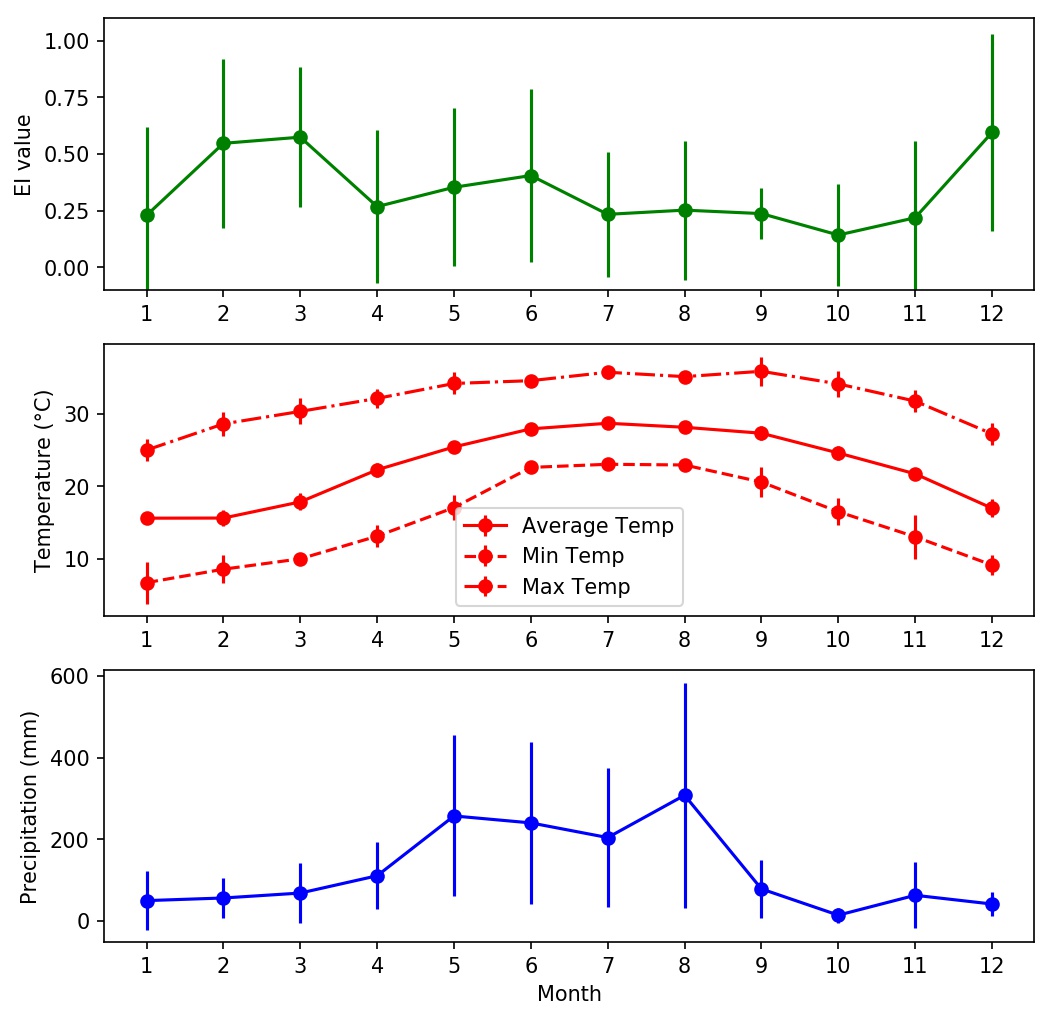 EI value
1.00
0.75
0.50
0.25
0.00
1 2 3 4 5 6 7 8 9 10 11 12
Temperature (°C)
30
20
10
Average Temp
Min Temp
Max Temp
1 2 3 4 5 6 7 8 9 10 11 12
Precipitation (mm)
600
400
200
0
1 2 3 4 5 6 7 8 9 10 11 12
Month